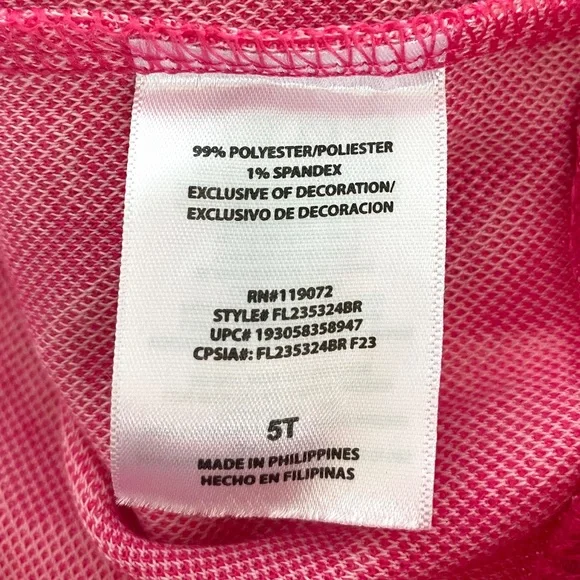 99% POLYESTER/POLIESTER
1% SPANDEX
EXCLUSIVE OF DECORATION/
EXCLUSIVO DE DECORACION
RN#119072
STYLE# FL235324BR
UPC# 193058358947
CPSIA#: FL235324BR F23
5T
MADE IN PHILIPPINES
HECHO EN FILIPINAS